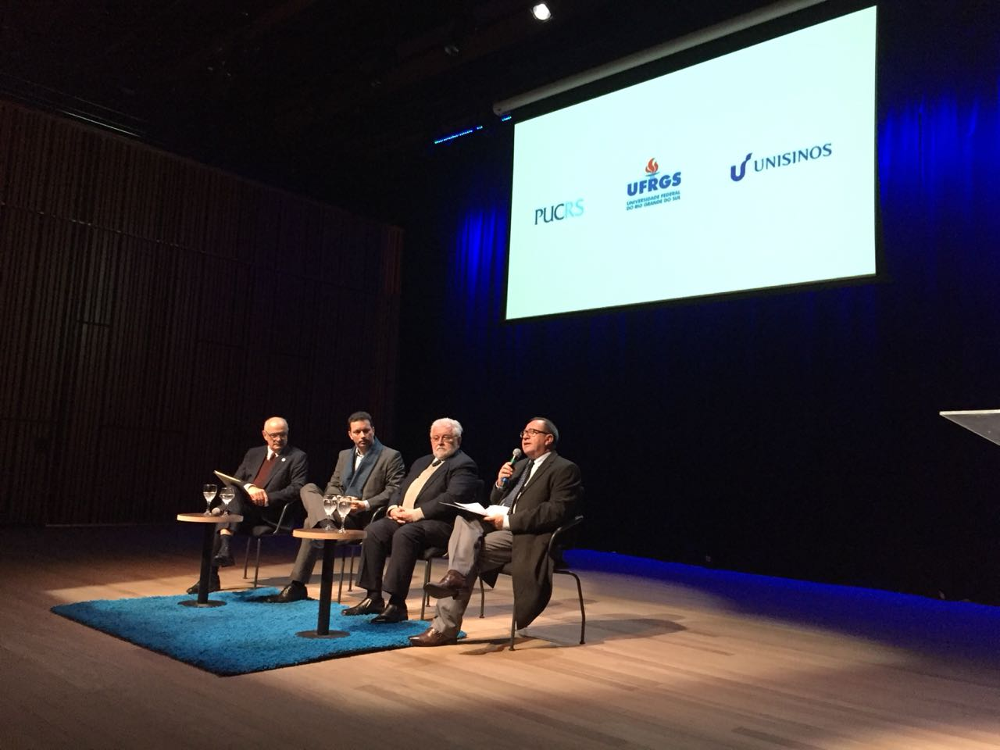 PUCRS
UFRGS
UNIVERSIDADE FEDERAL
DO RIO GRANDE DO SUL
UNISINOS